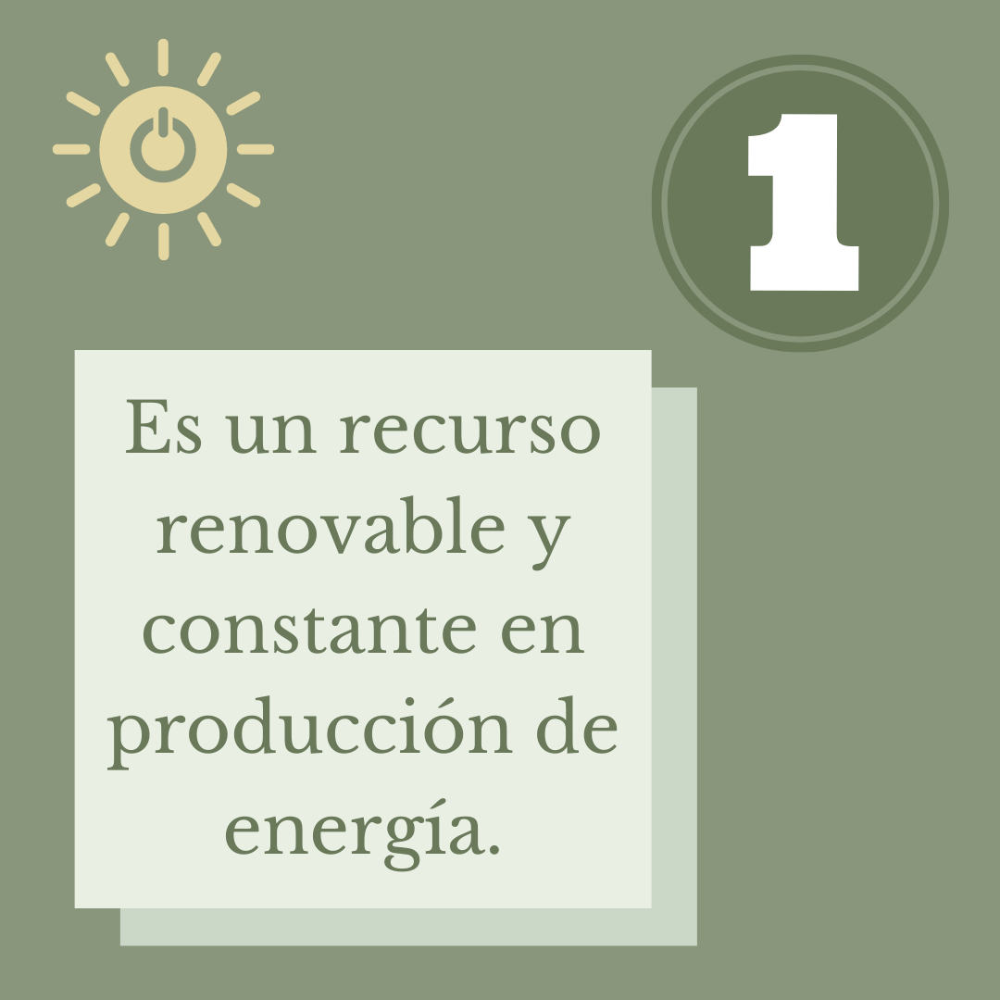 1
Es un recurso
renovable y
constante en
producción de
energía.